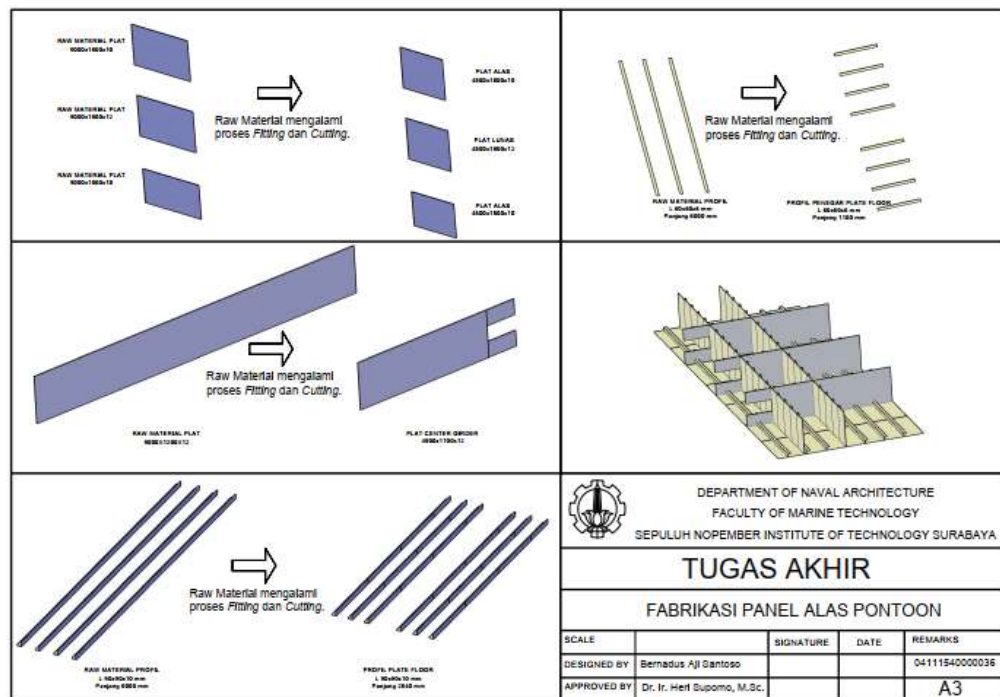 RAW MATERIAL PLAT
RAW MATERIAL PLAT
RAW MATERIAL PLAT
Raw Material mengalami
proses Fitting dan Cutting.
PLAT ALAS
PLAT LUNAS
PLAT ALAS
Raw Material mengalami
proses Fitting dan Cutting.
RAW MATERIAL PROFIL
Panjang 6000 mm
PROFIL PENEGAR PLATE FLOOR
Panjang 1100 mm
Raw Material mengalami
proses Fitting dan Cutting.
RAW MATERIAL PLAT
PLAT CENTER GIRDER
Raw Material mengalami
proses Fitting dan Cutting.
RAW MATERIAL PROFIL
L 90x90x10 mm
Panjang 6000 mm
PROFIL PLATE FLOOR
L 90x90x10 mm
DEPARTMENT OF NAVAL ARCHITECTURE
FACULTY OF MARINE TECHNOLOGY
SEPULUH NOPEMBER INSTITUTE OF TECHNOLOGY SURABAYA
TUGAS AKHIR
FABRIKASI PANEL ALAS PONTOON
SCALE SIGNATURE DATE REMARKS
DESIGNED BY Bernadus Aji Santoso 04111540000036
APPROVED BY Dr. Ir. Heri Supomo, M.Sc. A3